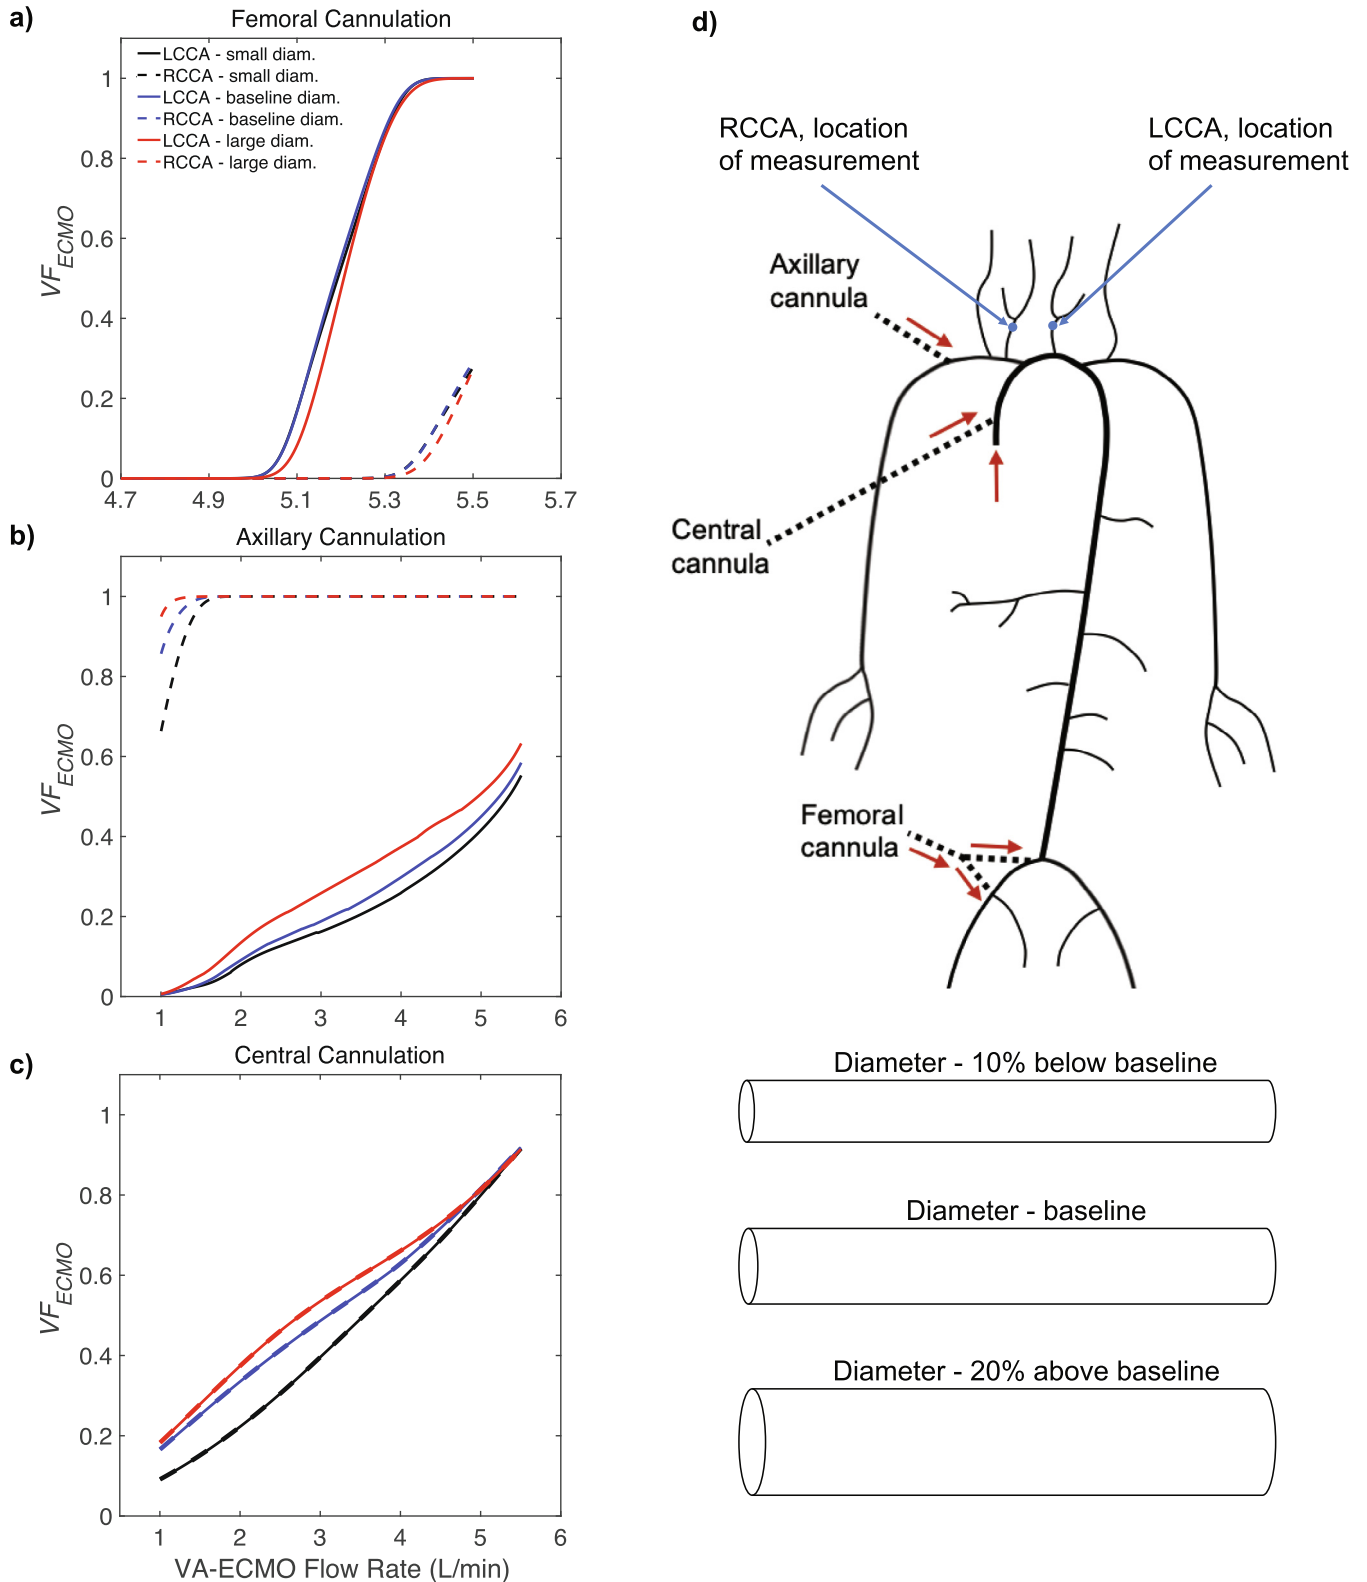 a)
Femoral Cannulation
LCCA - small diam.
RCCA - small diam.
LCCA - baseline diam.
RCCA - baseline diam.
LCCA - large diam.
RCCA - large diam.
VF_ECMO
1
0.8
0.6
0.4
0.2
0
4.7 4.9 5.1 5.3 5.5 5.7
b)
Axillary Cannulation
VF_ECMO
1
0.8
0.6
0.4
0.2
0
1 2 3 4 5 6
c)
Central Cannulation
VF_ECMO
1
0.8
0.6
0.4
0.2
0
1 2 3 4 5 6
VA-ECMO Flow Rate (L/min)
d)
RCCA, location
of measurement
LCCA, location
of measurement
Axillary
cannula
Central
cannula
Femoral
cannula
Diameter - 10% below baseline
Diameter - baseline
Diameter - 20% above baseline